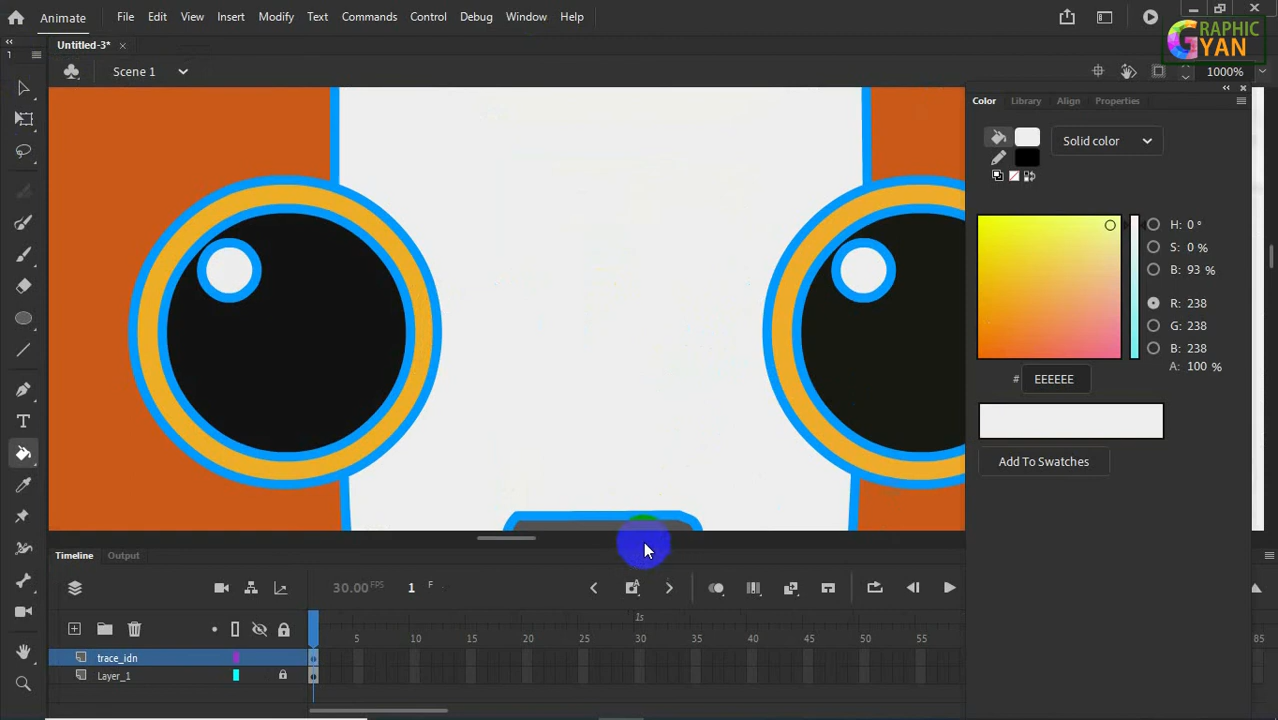 Animate
File Edit View Insert Modify Text Commands Control Debug Window Help
GRAPHIC
GYAN
Untitled-3* ×
Scene 1
1000%
Color Library Align Properties
Solid color
H: 0 °
S: 0 %
B: 93 %
R: 238
G: 238
B: 238
A: 100 %
# EEEEEE
Add To Swatches
Timeline Output
30.00 FPS 1 F
1s
5 10 15 20 25 30 35 40 45 50 55 85
trace_idn
Layer_1